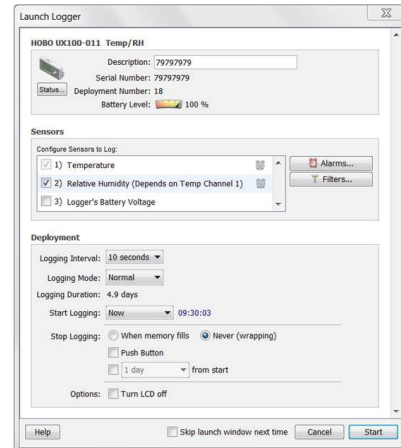 Launch Logger
HOBO UX100-011 Temp/RH
Description: 79797979
Serial Number: 79797979
Status... Deployment Number: 18
Battery Level: 100 %
Sensors
Configure Sensors to Log:
1) Temperature
Alarms...
2) Relative Humidity (Depends on Temp Channel 1)
Filters...
3) Logger's Battery Voltage
Deployment
Logging Interval: 10 seconds
Logging Mode: Normal
Logging Duration: 4.9 days
Start Logging: Now 09:30:03
Stop Logging: When memory fills Never (wrapping)
Push Button
1 day from start
Options: Turn LCD off
Help Skip launch window next time Cancel Start